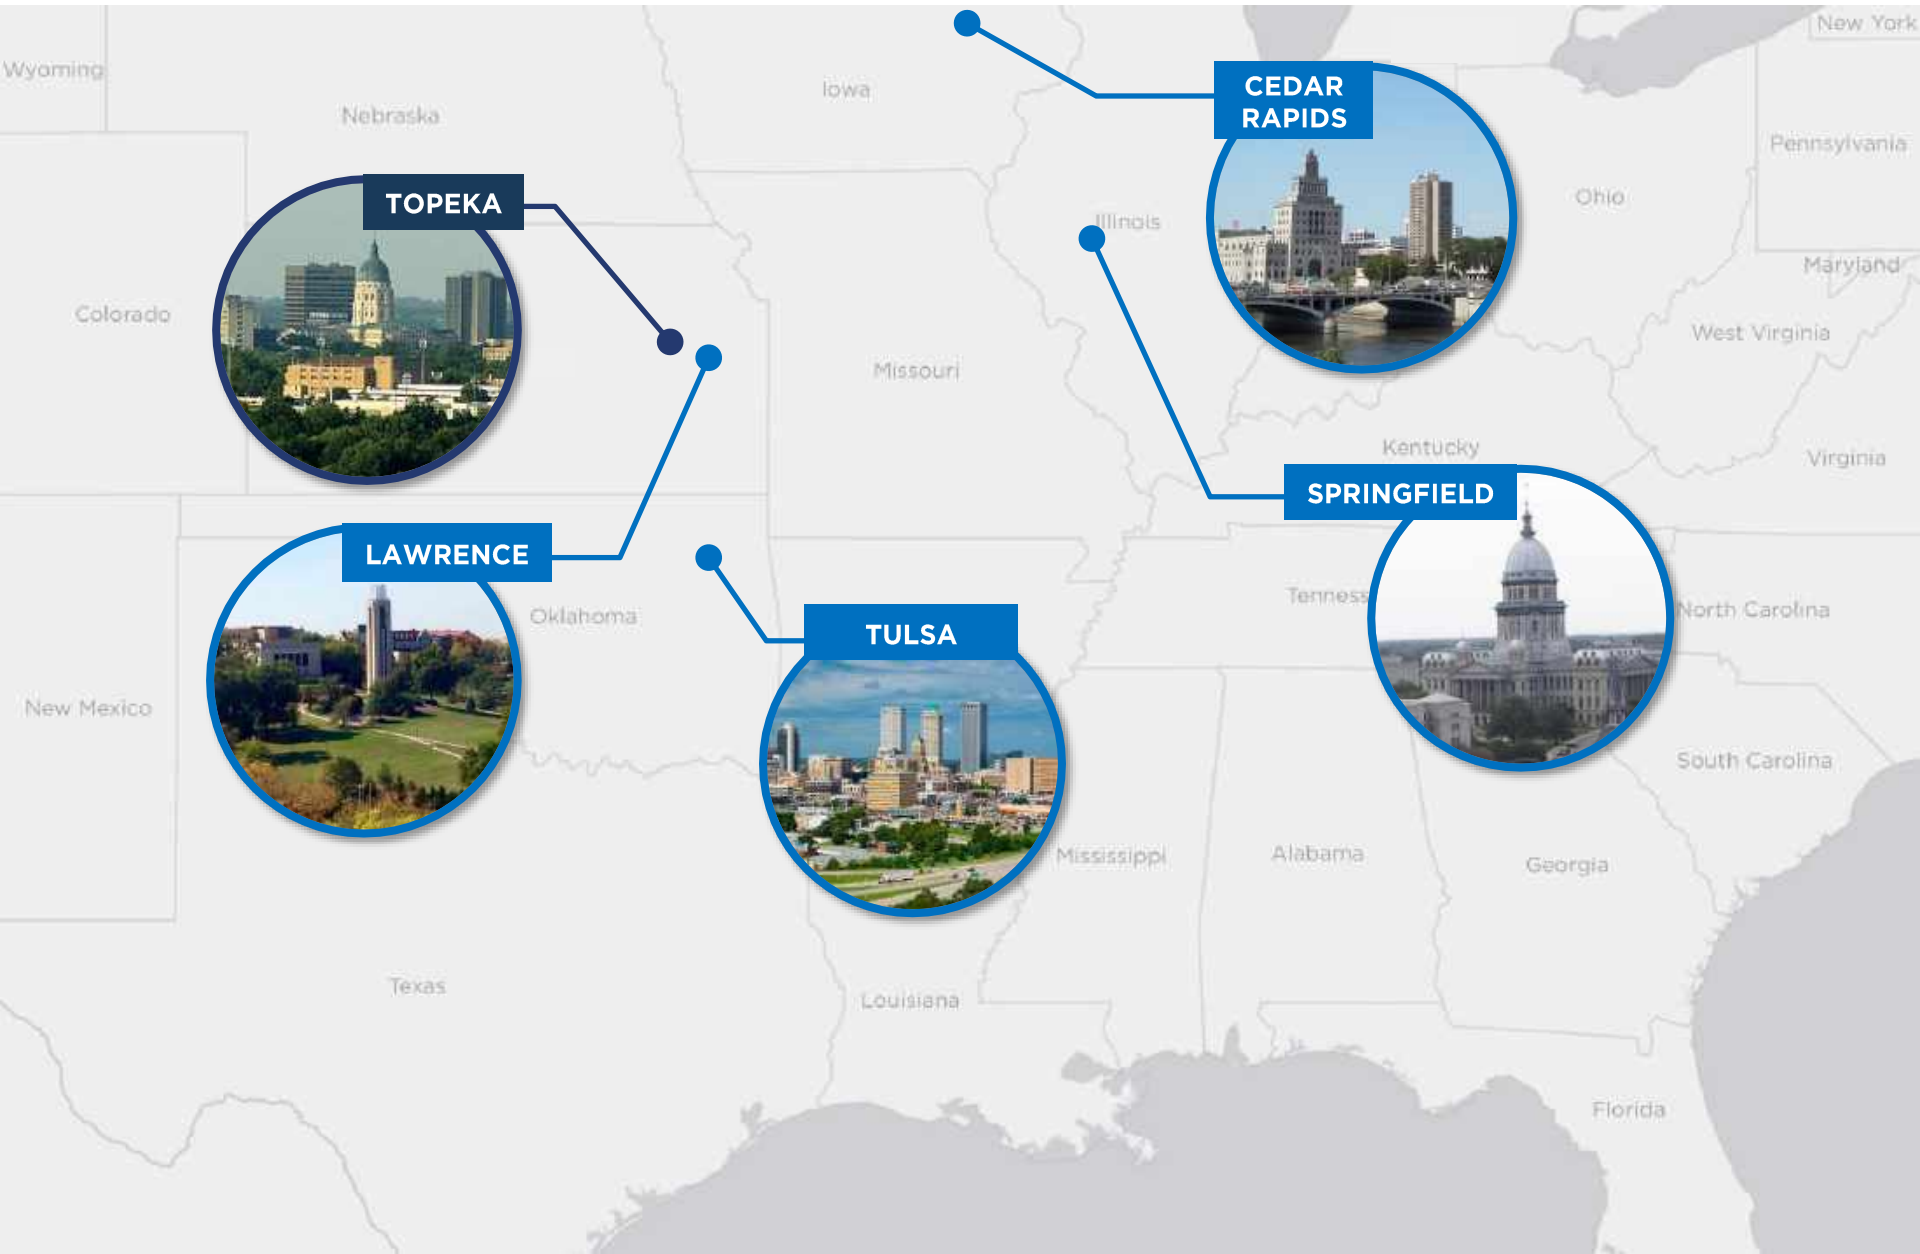 New York
Wyoming
Iowa
CEDAR
RAPIDS
Nebraska
Pennsylvania
Ohio
TOPEKA
Illinois
Maryland
Colorado
West Virginia
Missouri
Kentucky
Virginia
SPRINGFIELD
LAWRENCE
Tenness
North Carolina
Oklahoma
TULSA
New Mexico
South Carolina
Mississippi
Alabama
Georgia
Texas
Louisiana
Florida